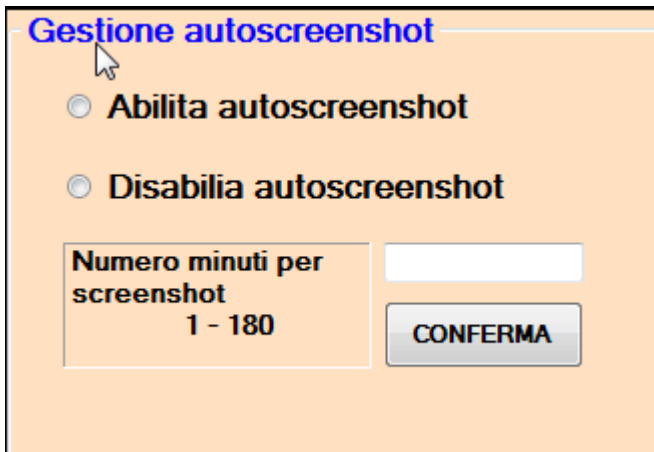 Gestione autoscreenshot
Abilita autoscreenshot
Disabilia autoscreenshot
Numero minuti per
screenshot
1 - 180
CONFERMA